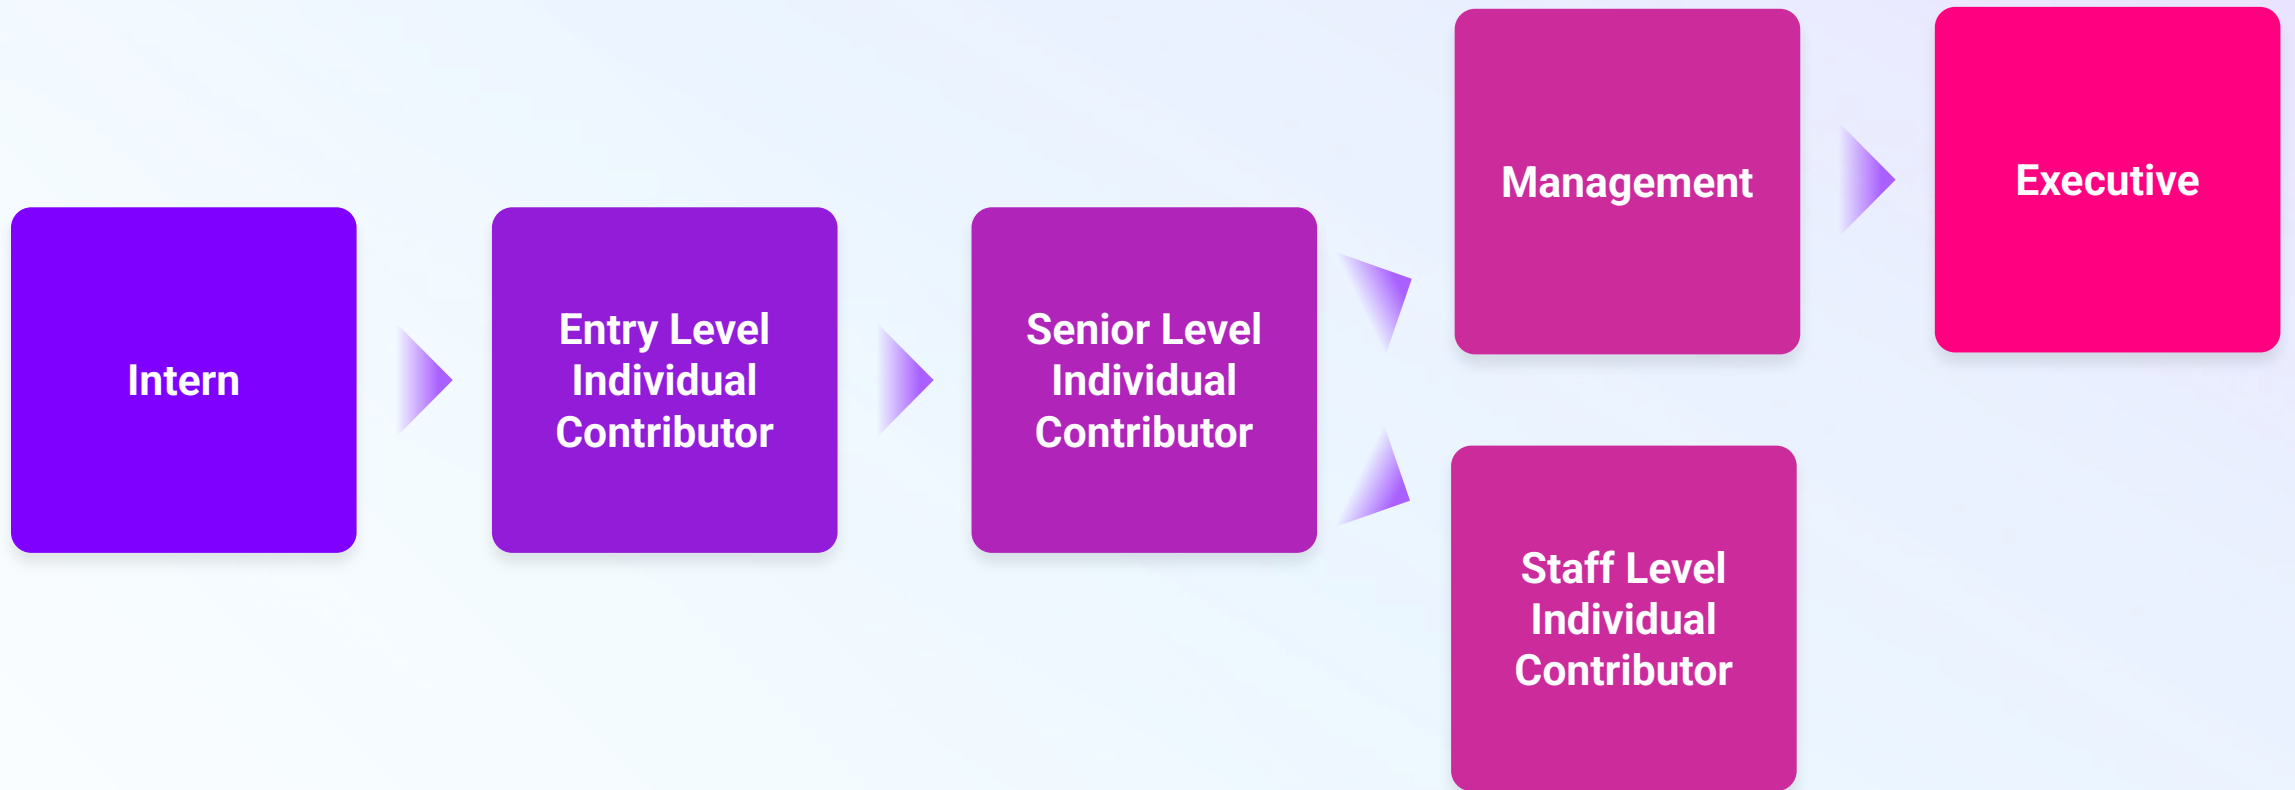 Intern
Entry Level
Individual
Contributor
Senior Level
Individual
Contributor
Management
Executive
Staff Level
Individual
Contributor